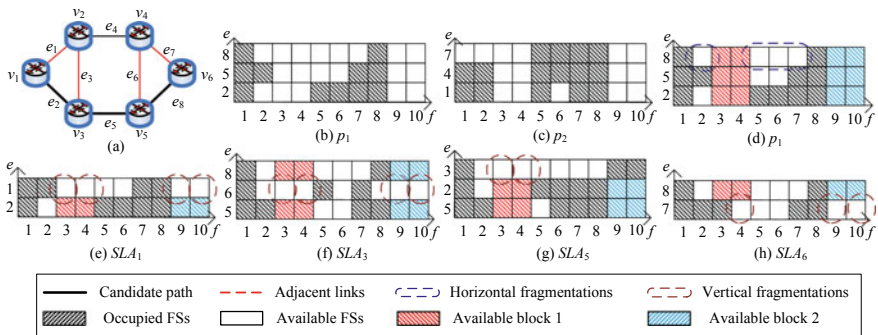 v2 e4 v4
e1 e7
v1 e3 e6 v6
e2 e8
v3 e5 v5
(a)
e
8
5
2
1 2 3 4 5 6 7 8 9 10 f
(b) p1
e
7
4
1
1 2 3 4 5 6 7 8 9 10 f
(c) p2
e
8
5
2
1 2 3 4 5 6 7 8 9 10 f
(d) p1
e
1
2
1 2 3 4 5 6 7 8 9 10 f
(e) SLA1
e
8
6
5
1 2 3 4 5 6 7 8 9 10 f
(f) SLA3
e
3
2
5
1 2 3 4 5 6 7 8 9 10 f
(g) SLA5
e
8
7
1 2 3 4 5 6 7 8 9 10 f
(h) SLA6
Candidate path Adjacent links Horizontal fragmentations Vertical fragmentations
Occupied FSs Available FSs Available block 1 Available block 2